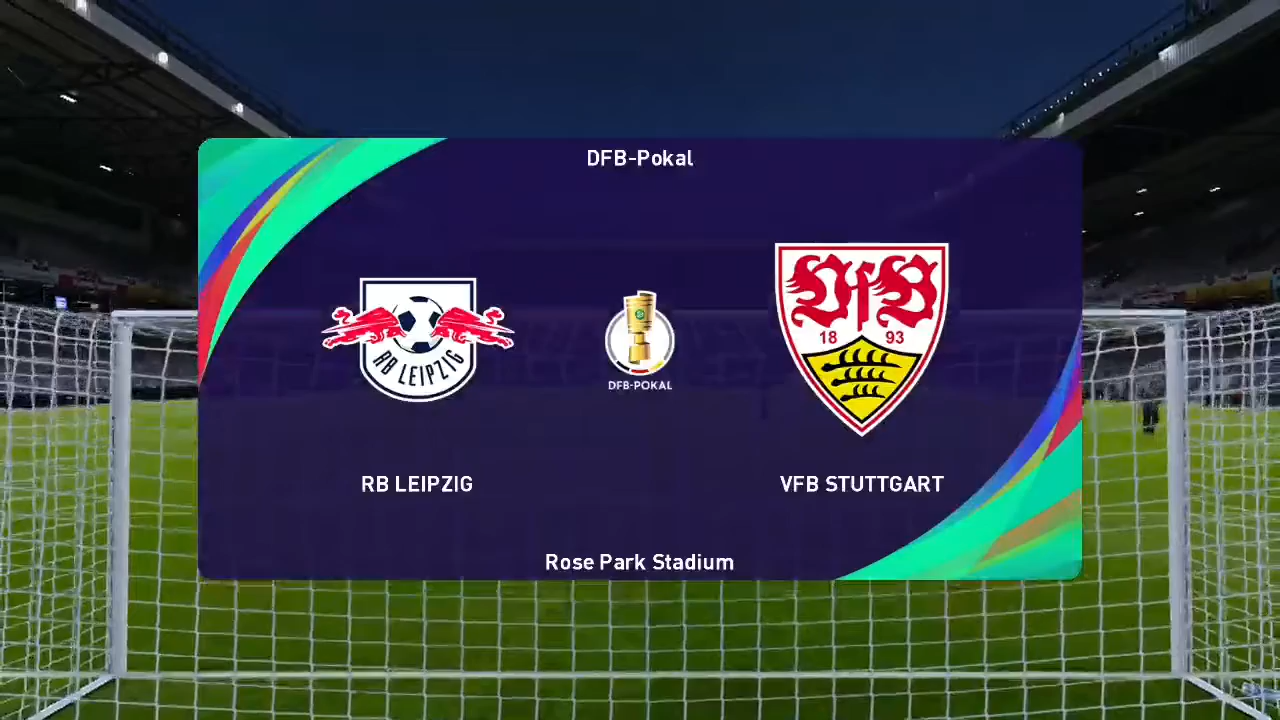 DFB-Pokal
RB LEIPZIG
DFB-POKAL
VfB
18 93
RB LEIPZIG
VFB STUTTGART
Rose Park Stadium